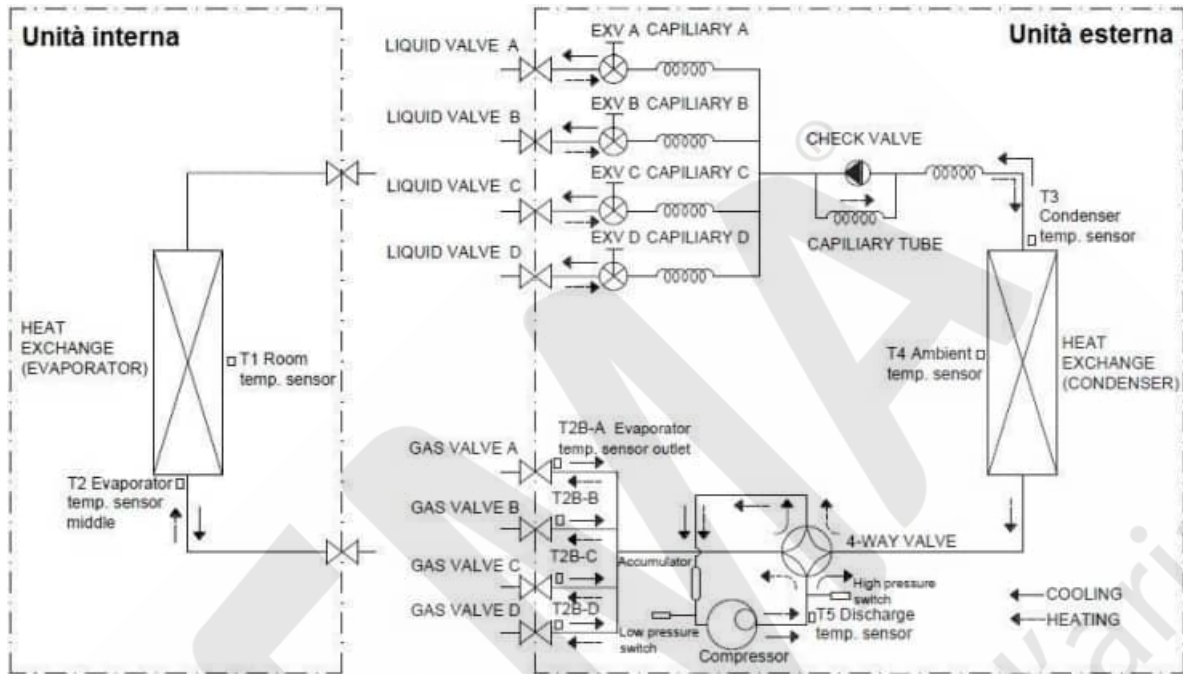 Unità interna
Unità esterna
LIQUID VALVE A
EXV A CAPILIARY A
LIQUID VALVE B
EXV B CAPILIARY B
LIQUID VALVE C
EXV C CAPILIARY C
LIQUID VALVE D
EXV D CAPILIARY D
CHECK VALVE
®
CAPILIARY TUBE
T3
Condenser
temp. sensor
HEAT
EXCHANGE
(EVAPORATOR)
T1 Room
temp. sensor
T4 Ambient
temp. sensor
HEAT
EXCHANGE
(CONDENSER)
T2 Evaporator
temp. sensor
middle
GAS VALVE A
T2B-A Evaporator
temp. sensor outlet
GAS VALVE B
T2B-B
GAS VALVE C
T2B-C
GAS VALVE D
T2B-D
Accumulator
4-WAY VALVE
High pressure
switch
Low pressure
switch
T5 Discharge
temp. sensor
Compressor
COOLING
HEATING